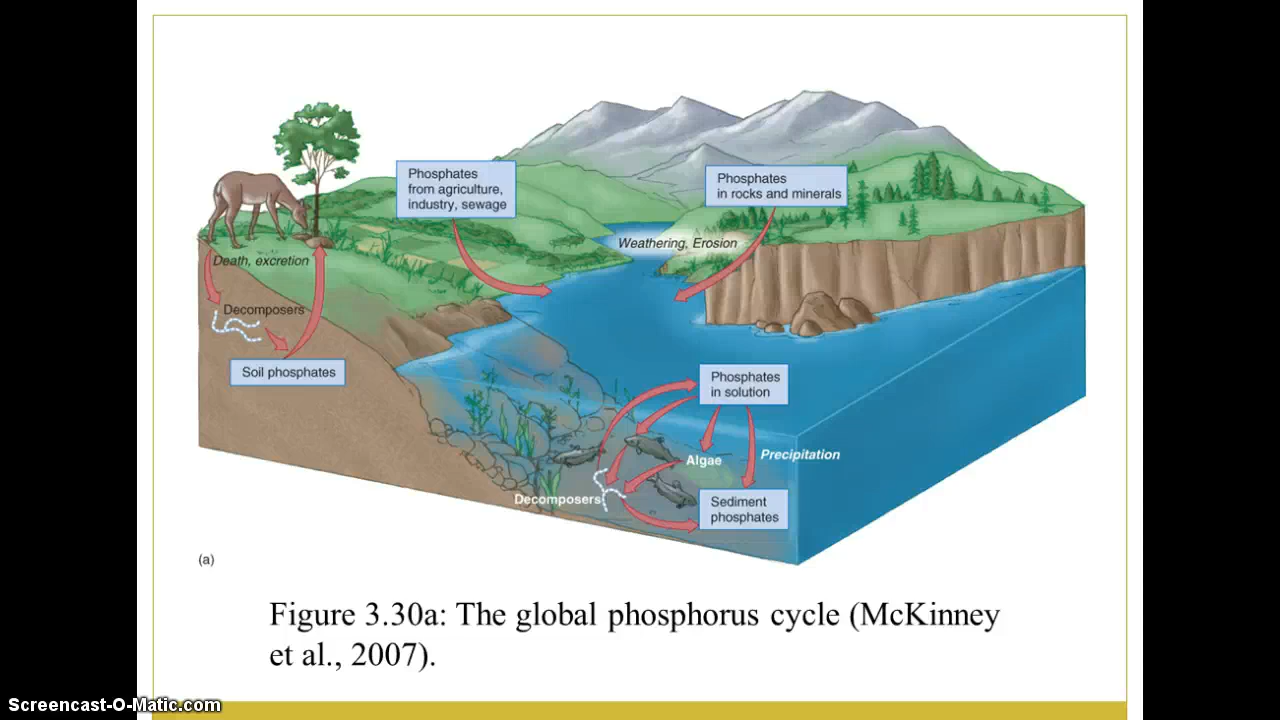 Phosphates
from agriculture,
industry, sewage
Phosphates
in rocks and minerals
Weathering, Erosion
Death, excretion
Decomposers
Soil phosphates
Phosphates
in solution
Algae
Precipitation
Decomposers
Sediment
phosphates
(a)
Figure 3.30a: The global phosphorus cycle (McKinney
et al., 2007).
Screencast-O-Matic.com